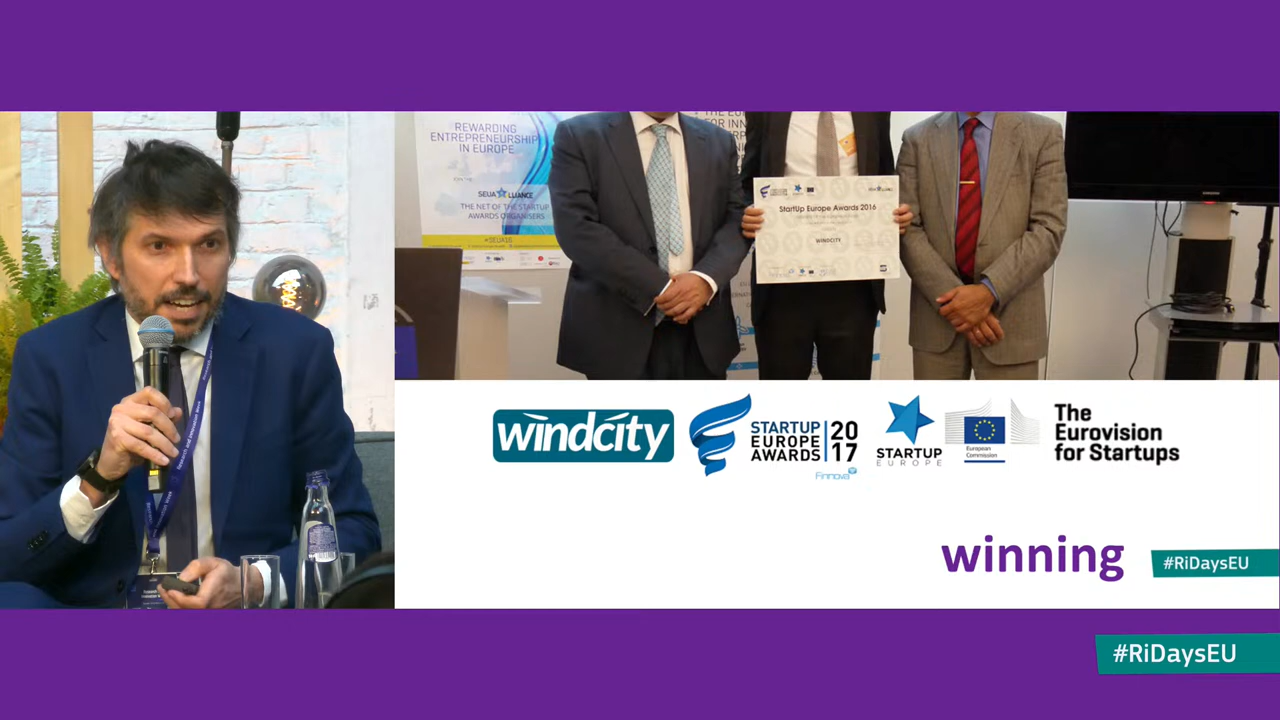 REWARDING
ENTREPRENEURSHIP
IN EUROPE
SEUA LLIANCE
THE NET OF THE STARTUP
AWARDS ORGANISERS
#SEUA16
StartUp Europe Awards 2016
WINDCITY
windcity
STARTUP
EUROPE
AWARDS
20
17
Finnova
STARTUP
EUROPE
European
Commission
The
Eurovision
for Startups
winning
#RiDaysEU
#RiDaysEU